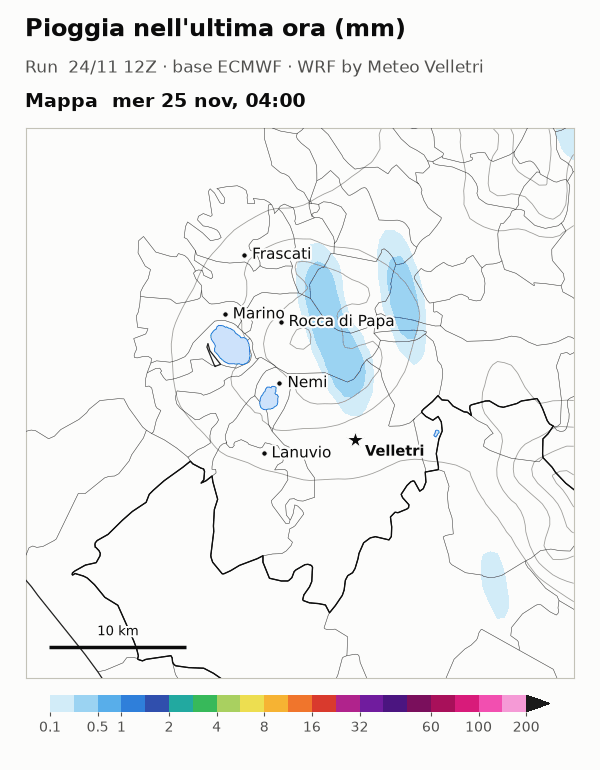 Pioggia nell'ultima ora (mm)
Run  24/11 12Z · base ECMWF · WRF by Meteo Velletri
Mappa  mer 25 nov, 04:00
Frascati
Marino
Rocca di Papa
Nemi
Velletri
Lanuvio
10 km
0.1 0.5 1 2 4 8 16 32 60 100 200